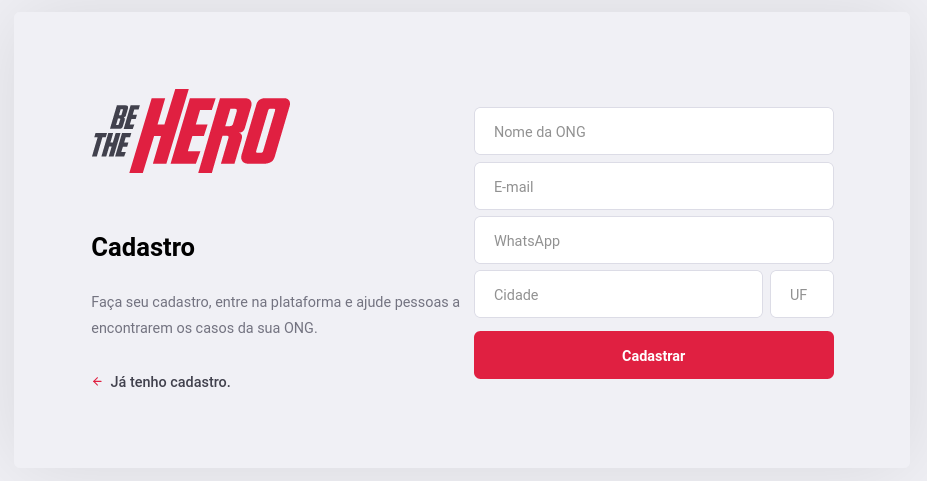 BE
THE
HERO
Cadastro
Faça seu cadastro, entre na plataforma e ajude pessoas a
encontrarem os casos da sua ONG.
Já tenho cadastro.
Nome da ONG
E-mail
WhatsApp
Cidade
UF
Cadastrar